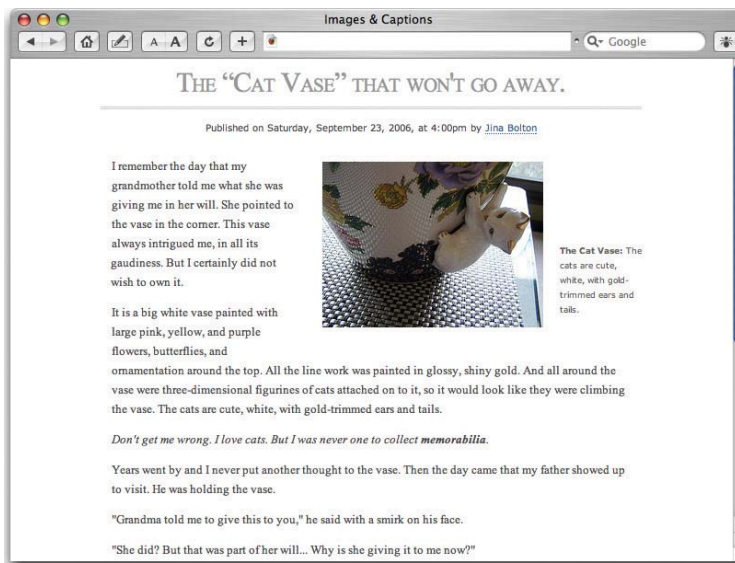 Images & Captions
A A
Google
THE “CAT VASE” THAT WON'T GO AWAY.
Published on Saturday, September 23, 2006, at 4:00pm by Jina Bolton
I remember the day that my
grandmother told me what she was
giving me in her will. She pointed to
the vase in the corner. This vase
always intrigued me, in all its
gaudiness. But I certainly did not
wish to own it.
The Cat Vase: The
cats are cute,
white, with gold-
trimmed ears and
tails.
It is a big white vase painted with
large pink, yellow, and purple
flowers, butterflies, and
ornamentation around the top. All the line work was painted in glossy, shiny gold. And all around the
vase were three-dimensional figurines of cats attached on to it, so it would look like they were climbing
the vase. The cats are cute, white, with gold-trimmed ears and tails.
Don't get me wrong. I love cats. But I was never one to collect memorabilia.
Years went by and I never put another thought to the vase. Then the day came that my father showed up
to visit. He was holding the vase.
"Grandma told me to give this to you," he said with a smirk on his face.
"She did? But that was part of her will... Why is she giving it to me now?"